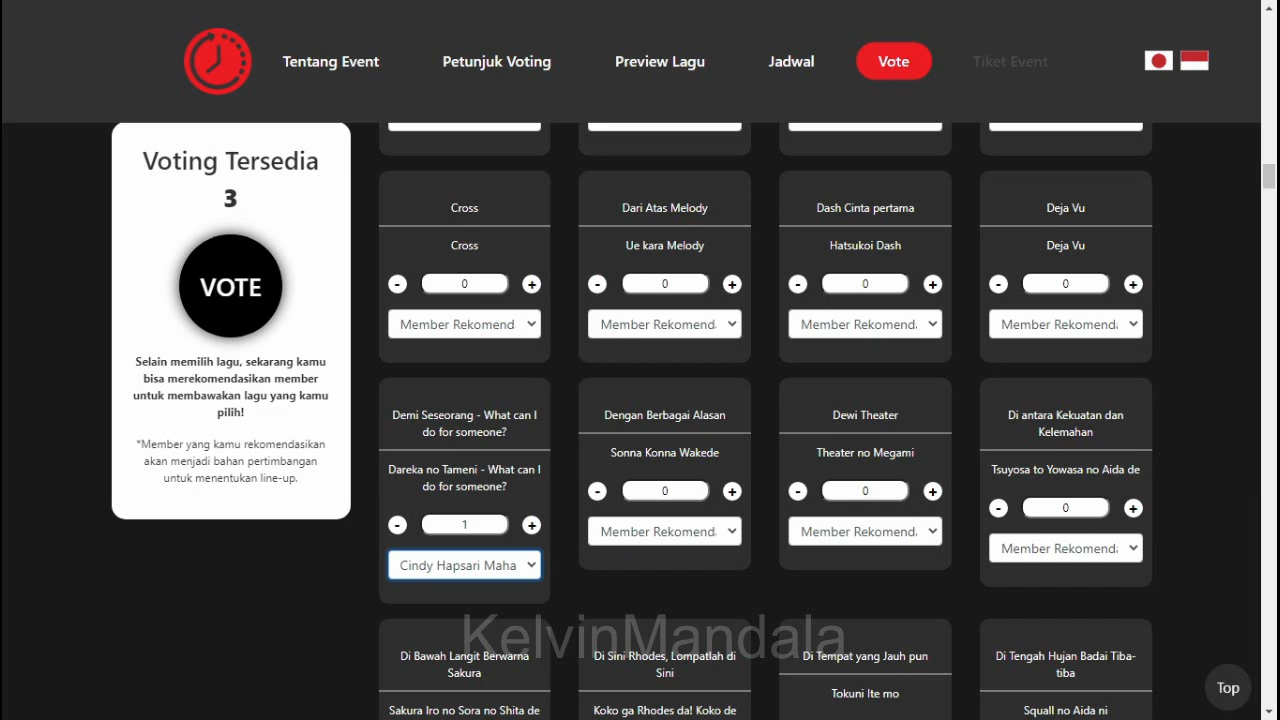 Tentang Event
Petunjuk Voting
Preview Lagu
Jadwal
Vote
Tiket Event
Voting Tersedia
3
VOTE
Selain memilih lagu, sekarang kamu
bisa merekomendasikan member
untuk membawakan lagu yang kamu
pilih!
*Member yang kamu rekomendasikan
akan menjadi bahan pertimbangan
untuk menentukan line-up.
Cross
Cross
- 0 +
Member Rekomend
Dari Atas Melody
Ue kara Melody
- 0 +
Member Rekomend
Dash Cinta pertama
Hatsukoi Dash
- 0 +
Member Rekomend
Deja Vu
Deja Vu
- 0 +
Member Rekomend
Demi Seseorang - What can I
do for someone?
Dareka no Tameni - What can I
do for someone?
- 1 +
Cindy Hapsari Maha
Dengan Berbagai Alasan
Sonna Konna Wakede
- 0 +
Member Rekomend
Dewi Theater
Theater no Megami
- 0 +
Member Rekomend
Di antara Kekuatan dan
Kelemahan
Tsuyosa to Yowasa no Aida de
- 0 +
Member Rekomend
Di Bawah Langit Berwarna
Sakura
Sakura Iro no Sora no Shita de
Di Sini Rhodes, Lompatlah di
Sini
Koko ga Rhodes da! Koko de
Di Tempat yang Jauh pun
Tokuni Ite mo
Di Tengah Hujan Badai Tiba-
tiba
Squall no Aida ni
KelvinMandala
Top